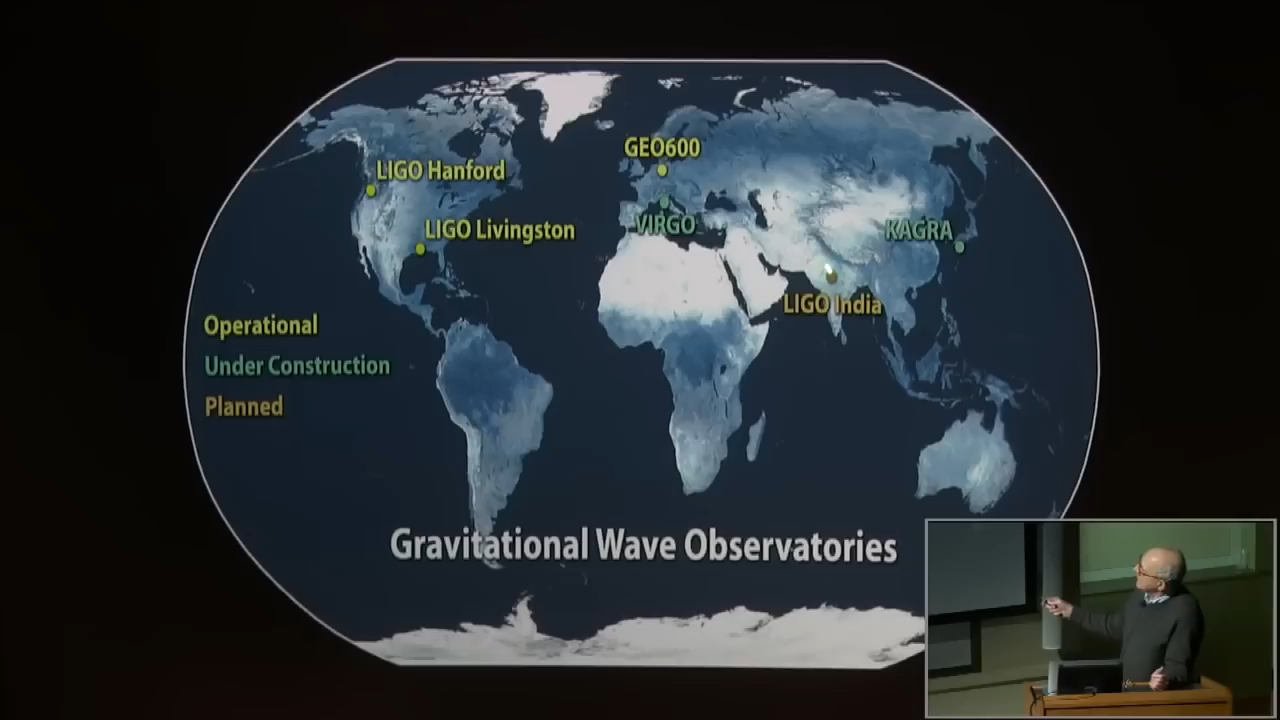 GEO600
LIGO Hanford
LIGO Livingston
VIRGO
KAGRA
LIGO India
Operational
Under Construction
Planned
Gravitational Wave Observatories